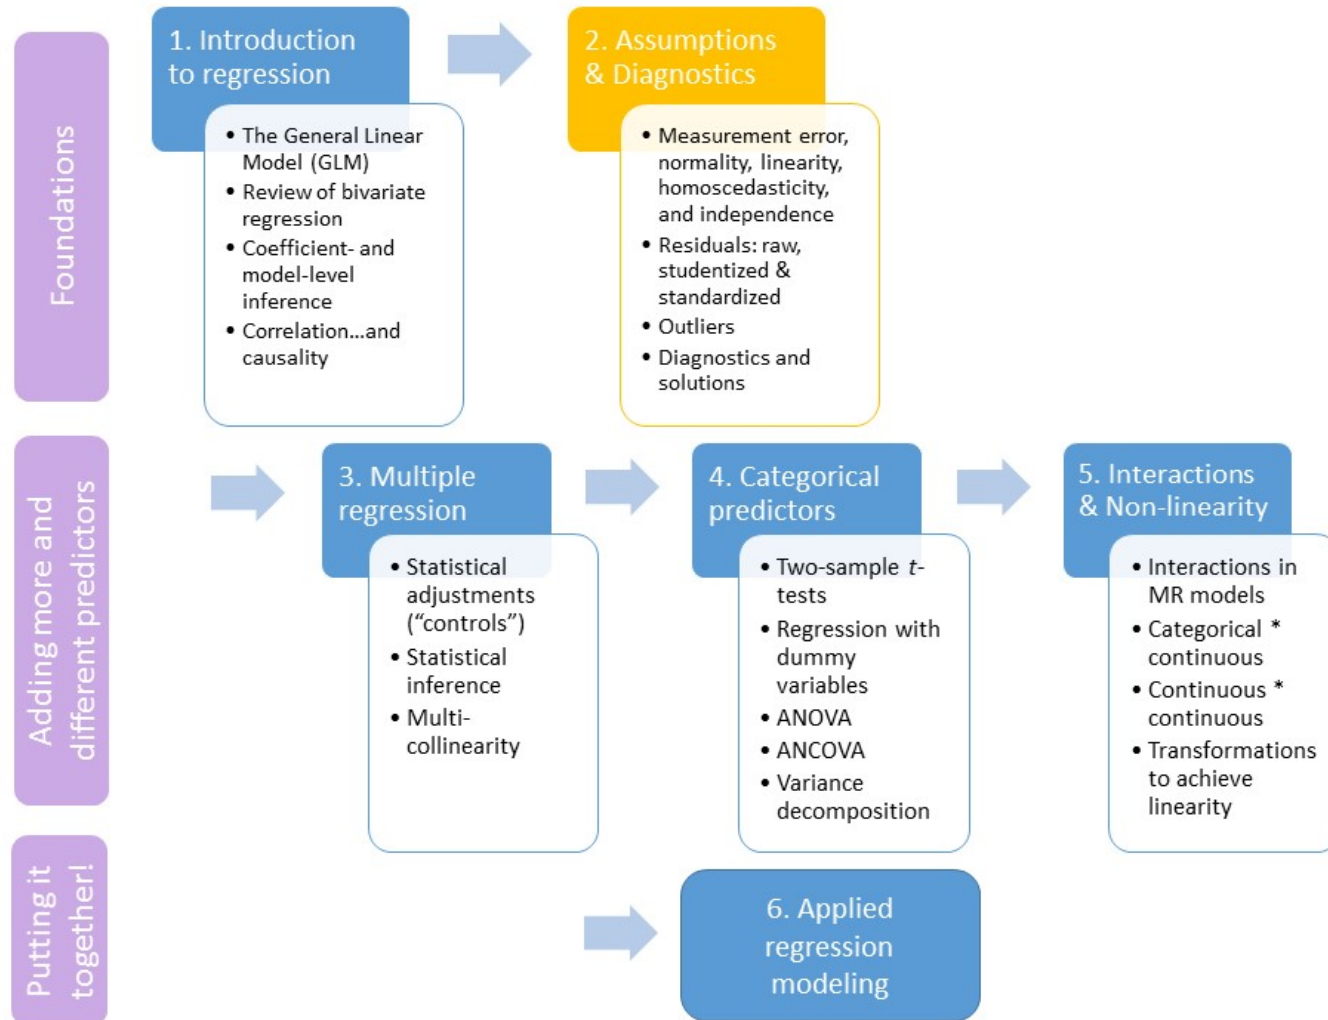 Foundations
1. Introduction
to regression
• The General Linear
Model (GLM)
• Review of bivariate
regression
• Coefficient- and
model-level
inference
• Correlation...and
causality
2. Assumptions
& Diagnostics
• Measurement error,
normality, linearity,
homoscedasticity,
and independence
• Residuals: raw,
studentized &
standardized
• Outliers
• Diagnostics and
solutions
Adding more and
different predictors
3. Multiple
regression
• Statistical
adjustments
(“controls”)
• Statistical
inference
• Multi-
collinearity
4. Categorical
predictors
• Two-sample t-
tests
• Regression with
dummy
variables
• ANOVA
• ANCOVA
• Variance
decomposition
5. Interactions
& Non-linearity
• Interactions in
MR models
• Categorical *
continuous
• Continuous *
continuous
• Transformations
to achieve
linearity
Putting it
together!
6. Applied
regression
modeling